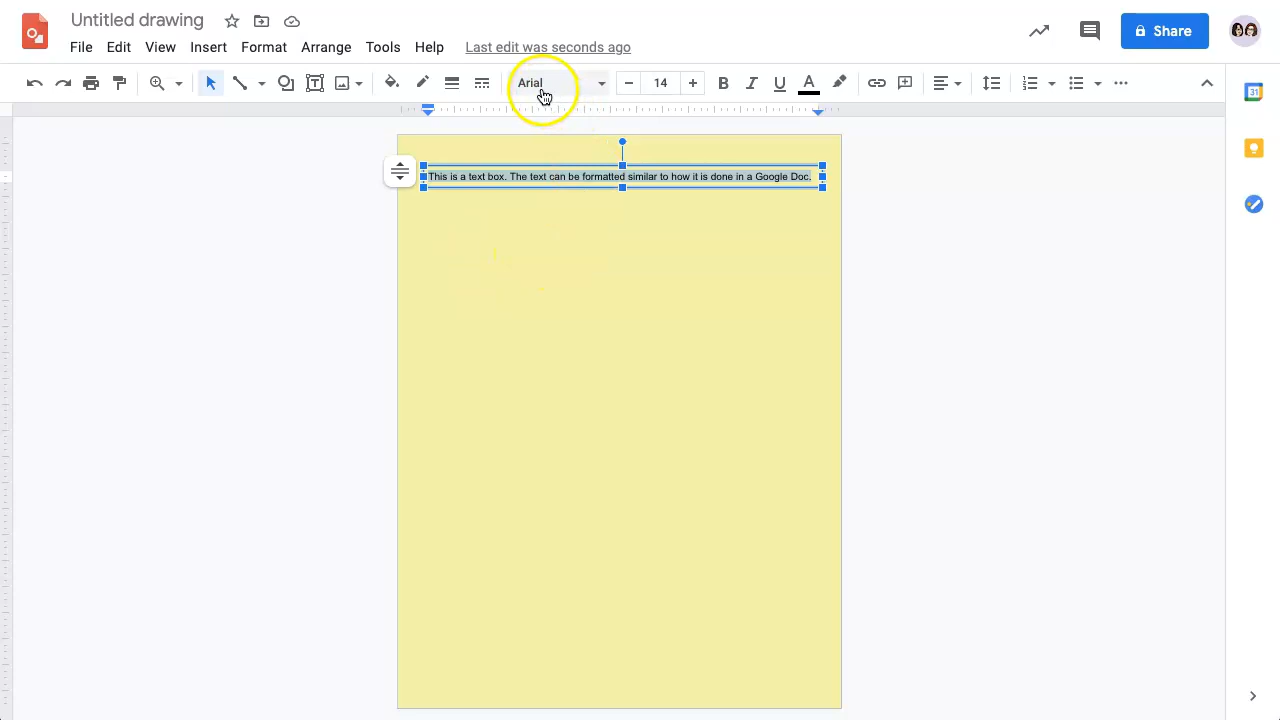 Untitled drawing
File Edit View Insert Format Arrange Tools Help Last edit was seconds ago
Share
Arial 14 B I U A
31
This is a text box. The text can be formatted similar to how it is done in a Google Doc.